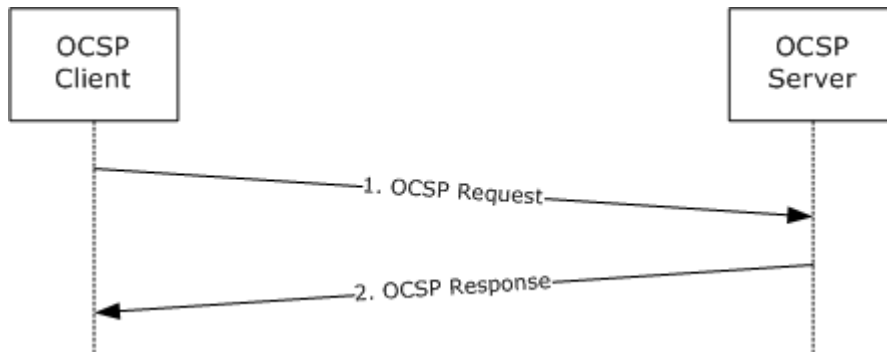 OCSP
Client
OCSP
Server
1. OCSP Request
2. OCSP Response